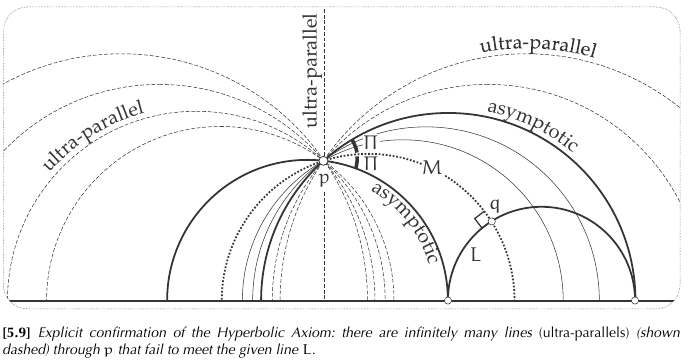 ultra-parallel
ultra-parallel
ultra-parallel
asymptotic
Π
Π
M
p
asymptotic
q
L
[5.9] Explicit confirmation of the Hyperbolic Axiom: there are infinitely many lines (ultra-parallels) (shown
dashed) through p that fail to meet the given line L.